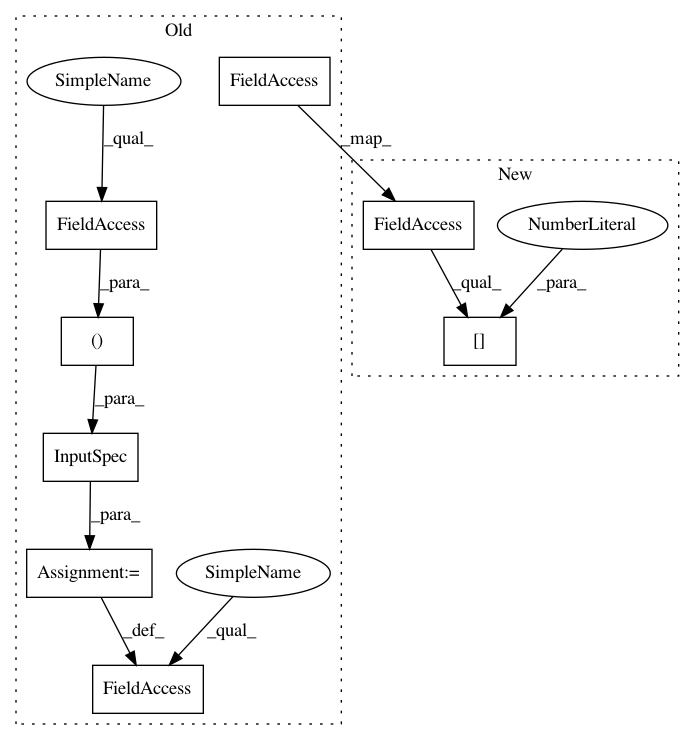 Old
SimpleName
FieldAccess
_qual_
_map_
New
FieldAccess
FieldAccess
NumberLiteral
_para_
_qual_
_para_
()
[]
_para_
InputSpec
_para_
Assignment:=
SimpleName
_def_
_qual_
FieldAccess